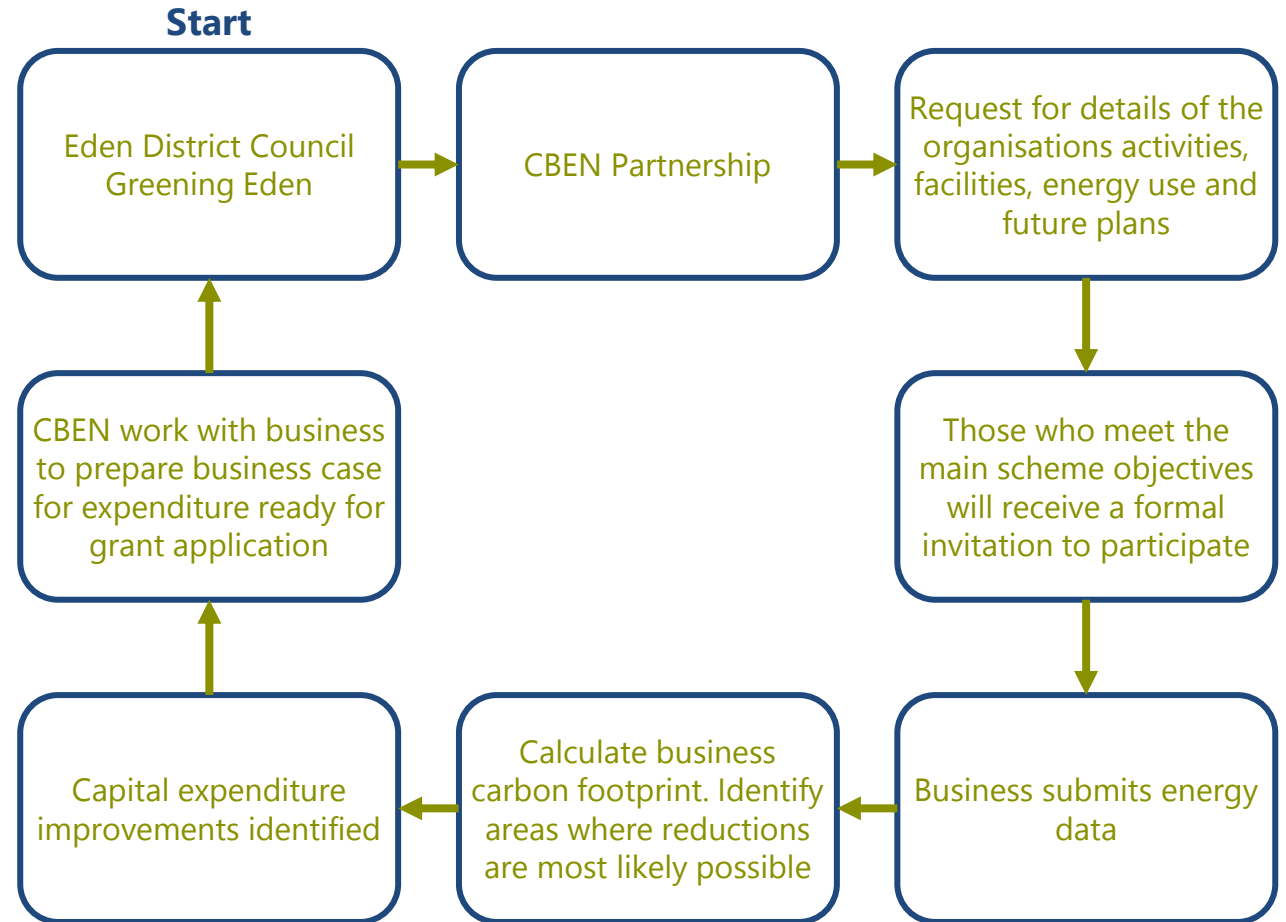 Start
Eden District Council
Greening Eden
CBEN Partnership
Request for details of the
organisations activities,
facilities, energy use and
future plans
Those who meet the
main scheme objectives
will receive a formal
invitation to participate
Business submits energy
data
Calculate business
carbon footprint. Identify
areas where reductions
are most likely possible
Capital expenditure
improvements identified
CBEN work with business
to prepare business case
for expenditure ready for
grant application